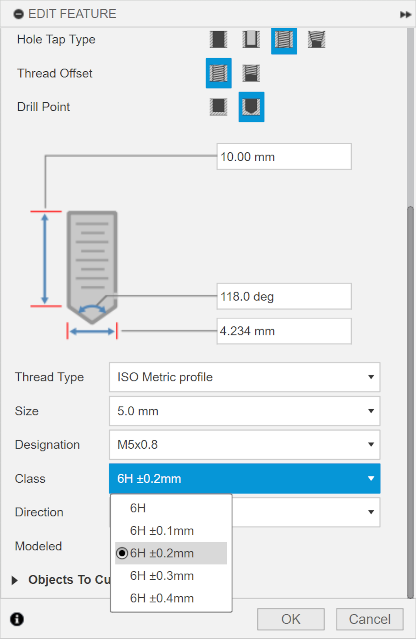 EDIT FEATURE
Hole Tap Type
Thread Offset
Drill Point
10.00 mm
118.0 deg
4.234 mm
Thread Type ISO Metric profile
Size 5.0 mm
Designation M5x0.8
Class 6H ±0.2mm
Direction
6H
6H ±0.1mm
Modeled
6H ±0.2mm
6H ±0.3mm
Objects To Cu
6H ±0.4mm
OK Cancel